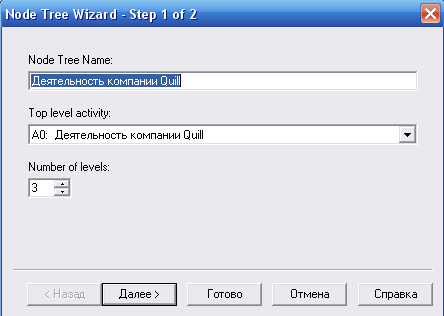 Node Tree Wizard - Step 1 of 2
Node Tree Name:
Деятельность компании Quill
Top level activity:
A0: Деятельность компании Quill
Number of levels:
3
< Назад Далее > Готово Отмена Справка